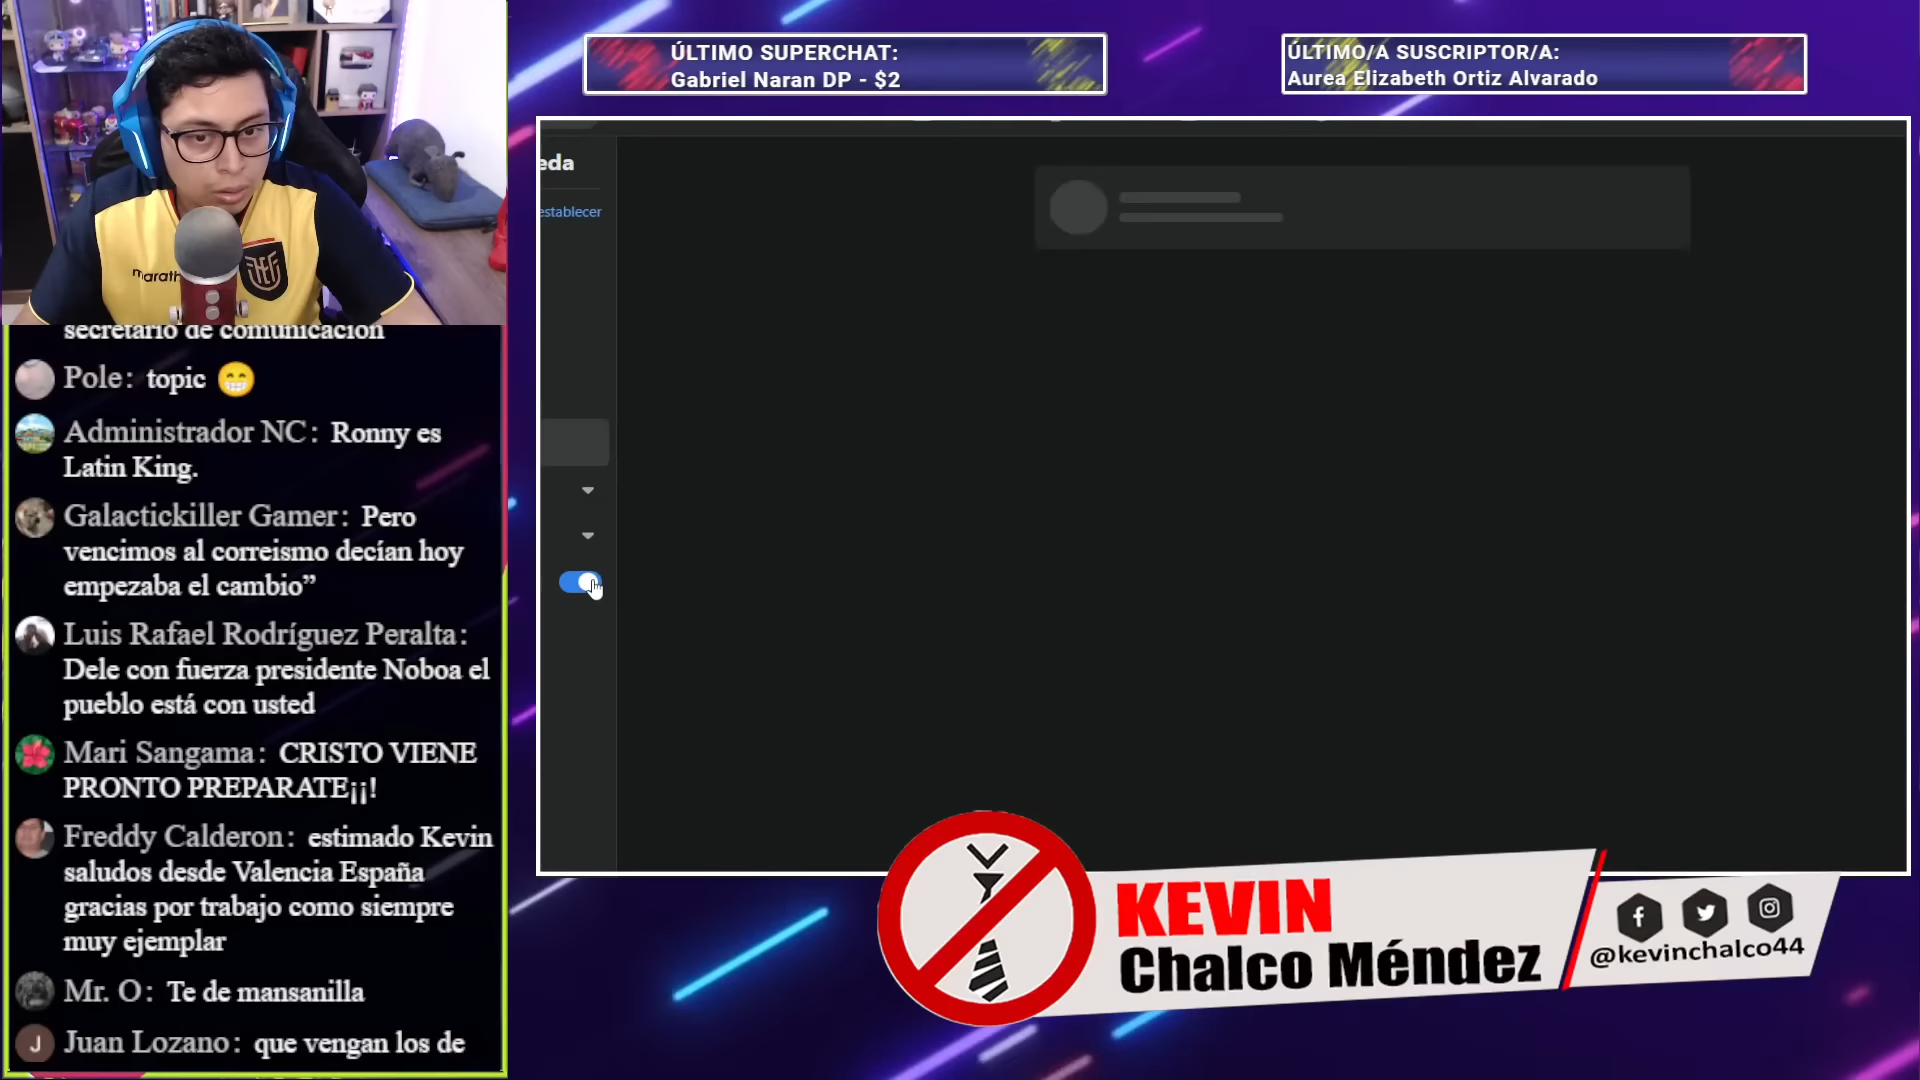 ÚLTIMO SUPERCHAT:
Gabriel Naran DP - $2
ÚLTIMO/A SUSCRIPTOR/A:
Aurea Elizabeth Ortiz Alvarado
eda
establecer
marath
secretario de comunicación
Pole: topic 😁
Administrador NC: Ronny es
Latin King.
Galactickiller Gamer: Pero
vencimos al correismo decían hoy
empezaba el cambio”
Luis Rafael Rodríguez Peralta:
Dele con fuerza presidente Noboa el
pueblo está con usted
Mari Sangama: CRISTO VIENE
PRONTO PREPARATE¡¡!
Freddy Calderon: estimado Kevin
saludos desde Valencia España
gracias por trabajo como siempre
muy ejemplar
Mr. O: Te de mansanilla
J Juan Lozano: que vengan los de
KEVIN
Chalco Méndez
@kevinchalco44